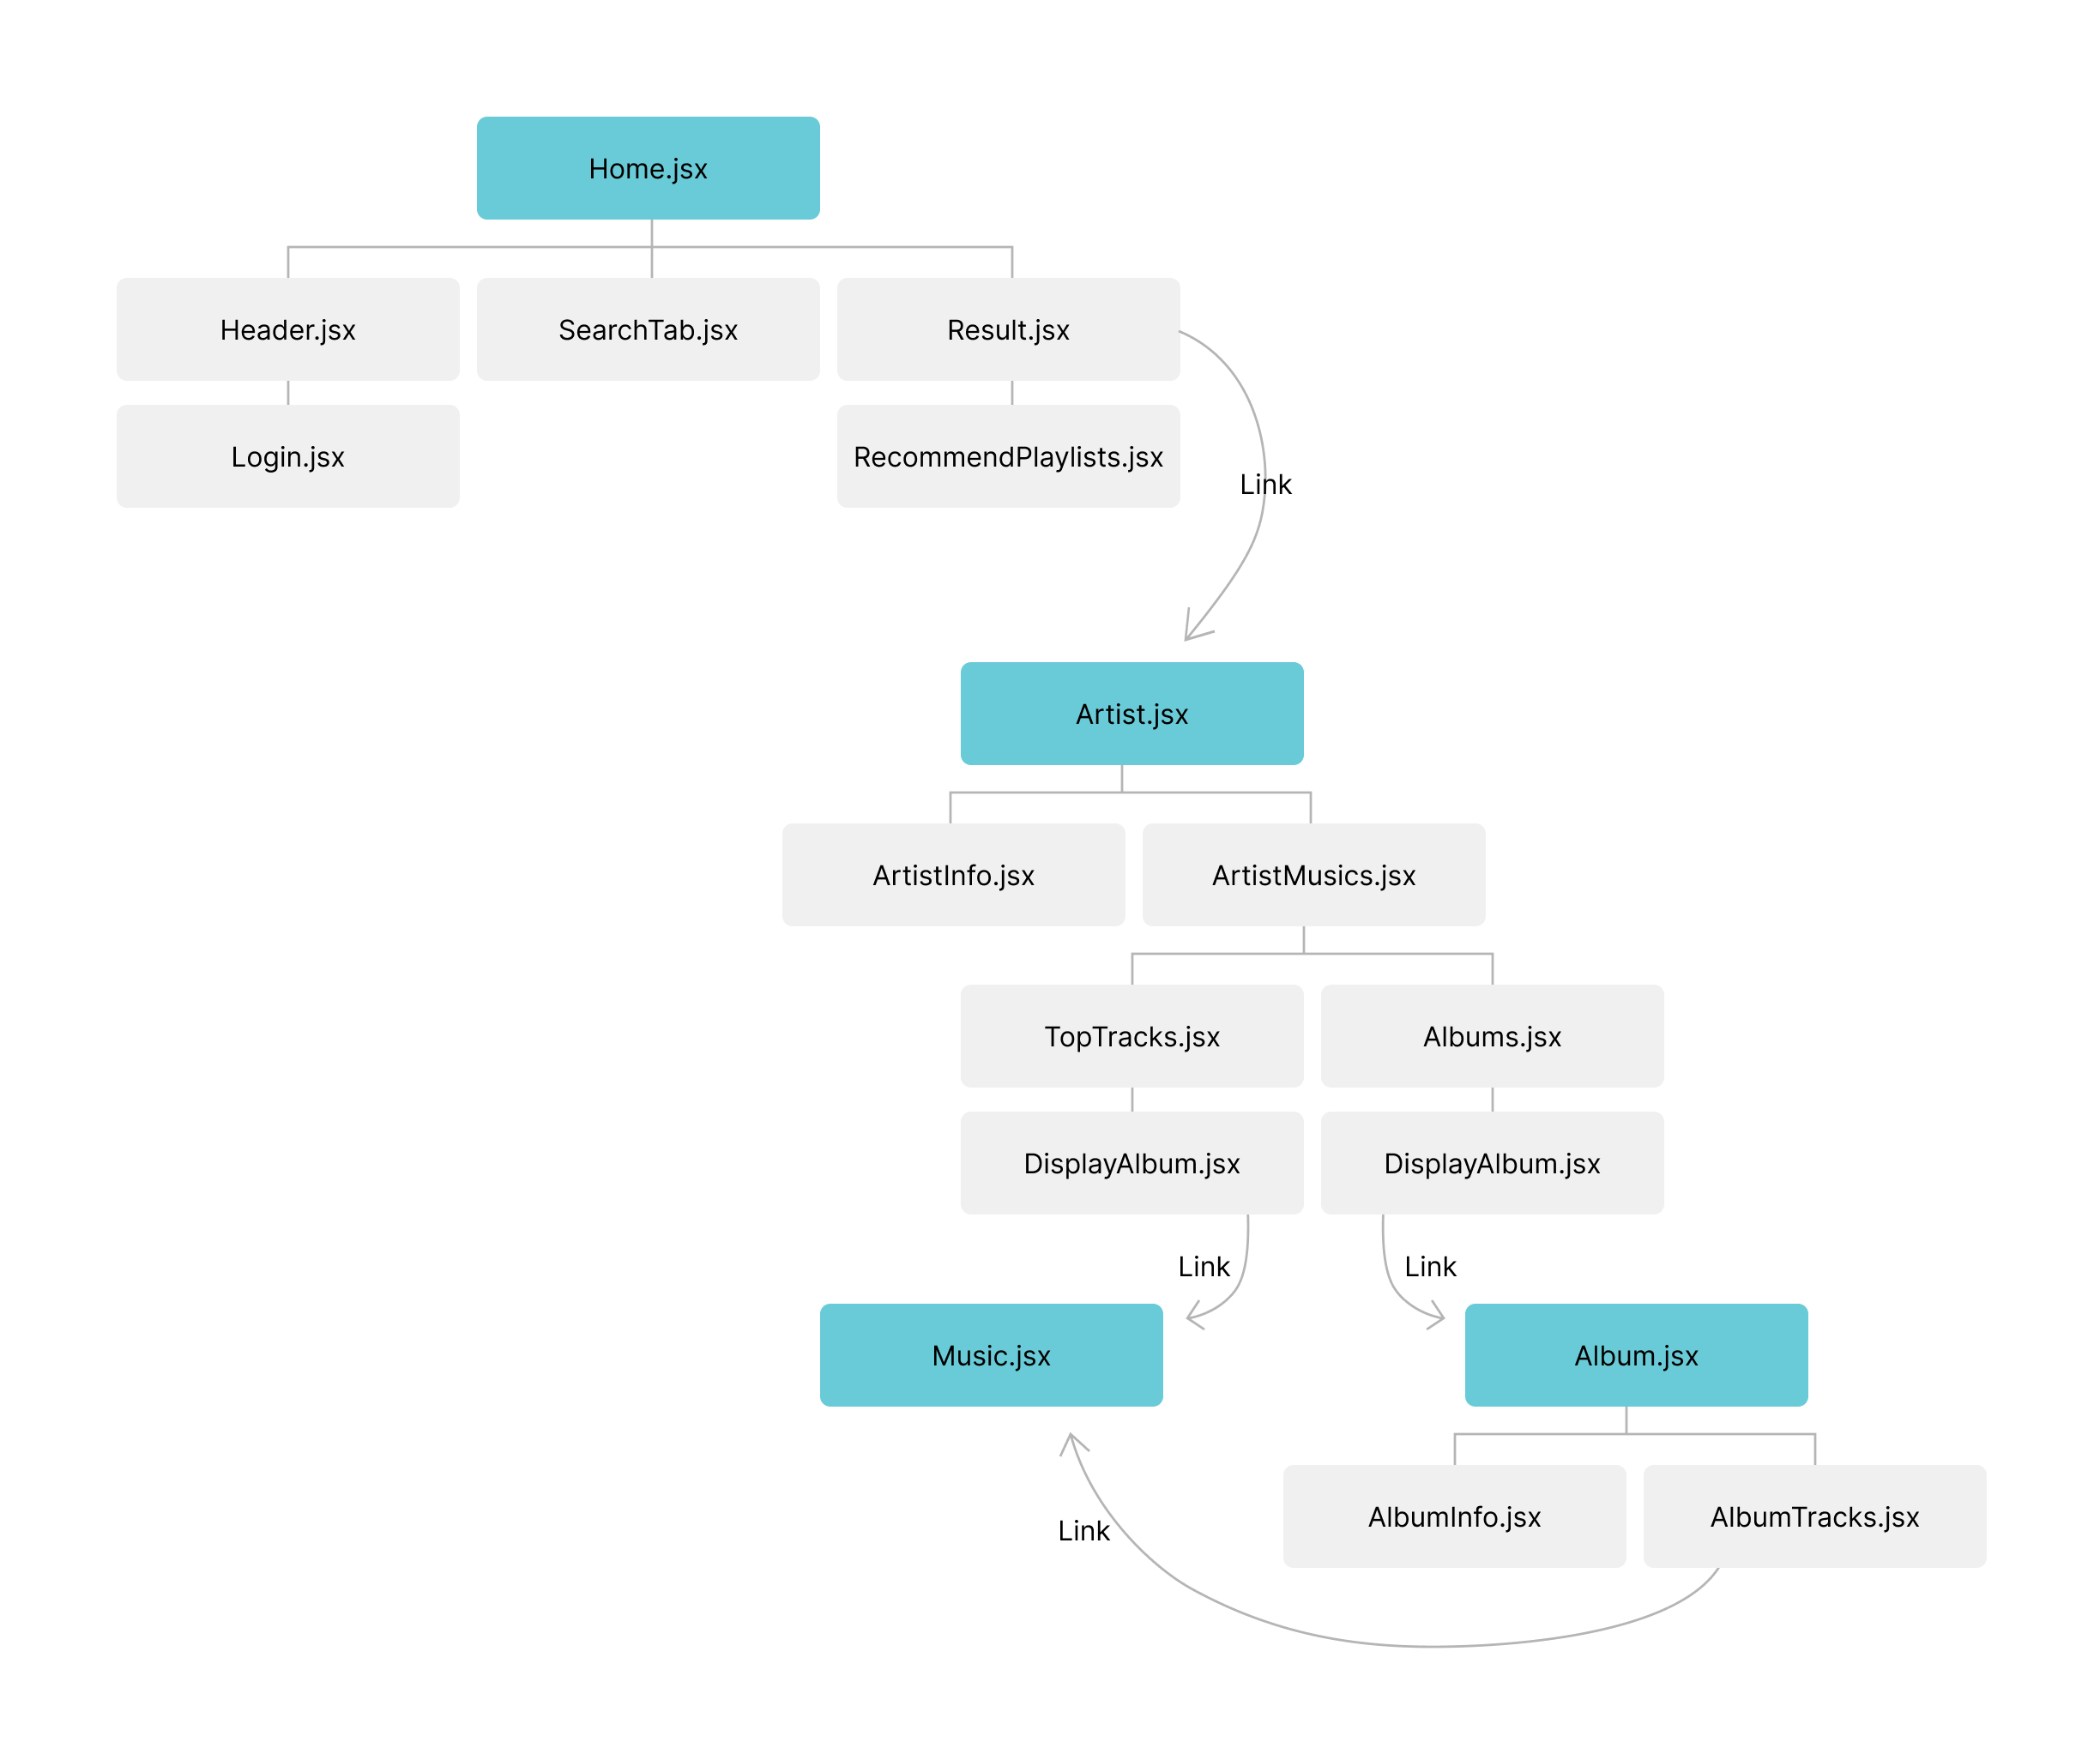 Home.jsx
Header.jsx
SearchTab.jsx
Result.jsx
Login.jsx
RecommendPlaylists.jsx
Link
Artist.jsx
ArtistInfo.jsx
ArtistMusics.jsx
TopTracks.jsx
Albums.jsx
DisplayAlbum.jsx
DisplayAlbum.jsx
Link
Link
Music.jsx
Album.jsx
AlbumInfo.jsx
AlbumTracks.jsx
Link